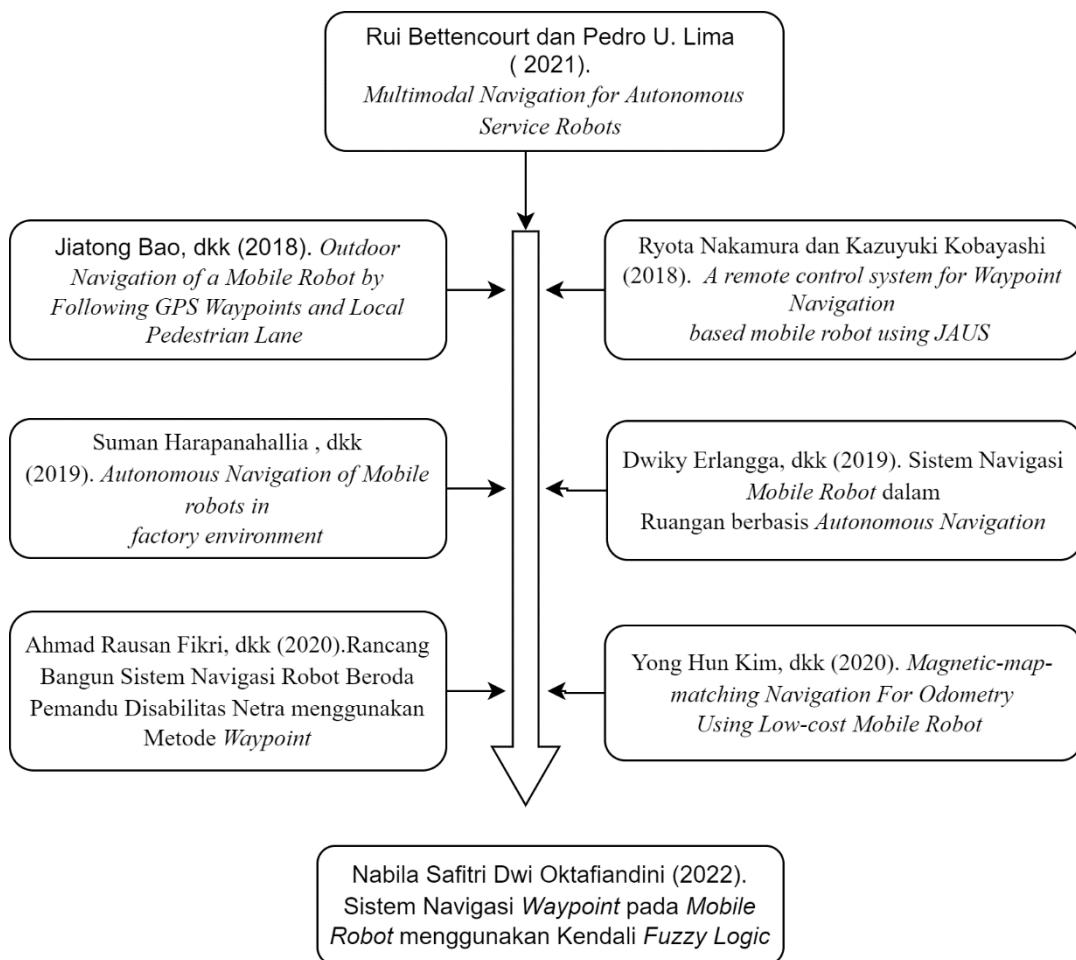 Rui Bettencourt dan Pedro U. Lima
( 2021).
Multimodal Navigation for Autonomous
Service Robots
Jiatong Bao, dkk (2018). Outdoor
Navigation of a Mobile Robot by
Following GPS Waypoints and Local
Pedestrian Lane
Ryota Nakamura dan Kazuyuki Kobayashi
(2018). A remote control system for Waypoint
Navigation
based mobile robot using JAUS
Suman Harapanahallia , dkk
(2019). Autonomous Navigation of Mobile
robots in
factory environment
Dwiky Erlangga, dkk (2019). Sistem Navigasi
Mobile Robot dalam
Ruangan berbasis Autonomous Navigation
Ahmad Rausan Fikri, dkk (2020).Rancang
Bangun Sistem Navigasi Robot Beroda
Pemandu Disabilitas Netra menggunakan
Metode Waypoint
Yong Hun Kim, dkk (2020). Magnetic-map-
matching Navigation For Odometry
Using Low-cost Mobile Robot
Nabila Safitri Dwi Oktafiandini (2022).
Sistem Navigasi Waypoint pada Mobile
Robot menggunakan Kendali Fuzzy Logic